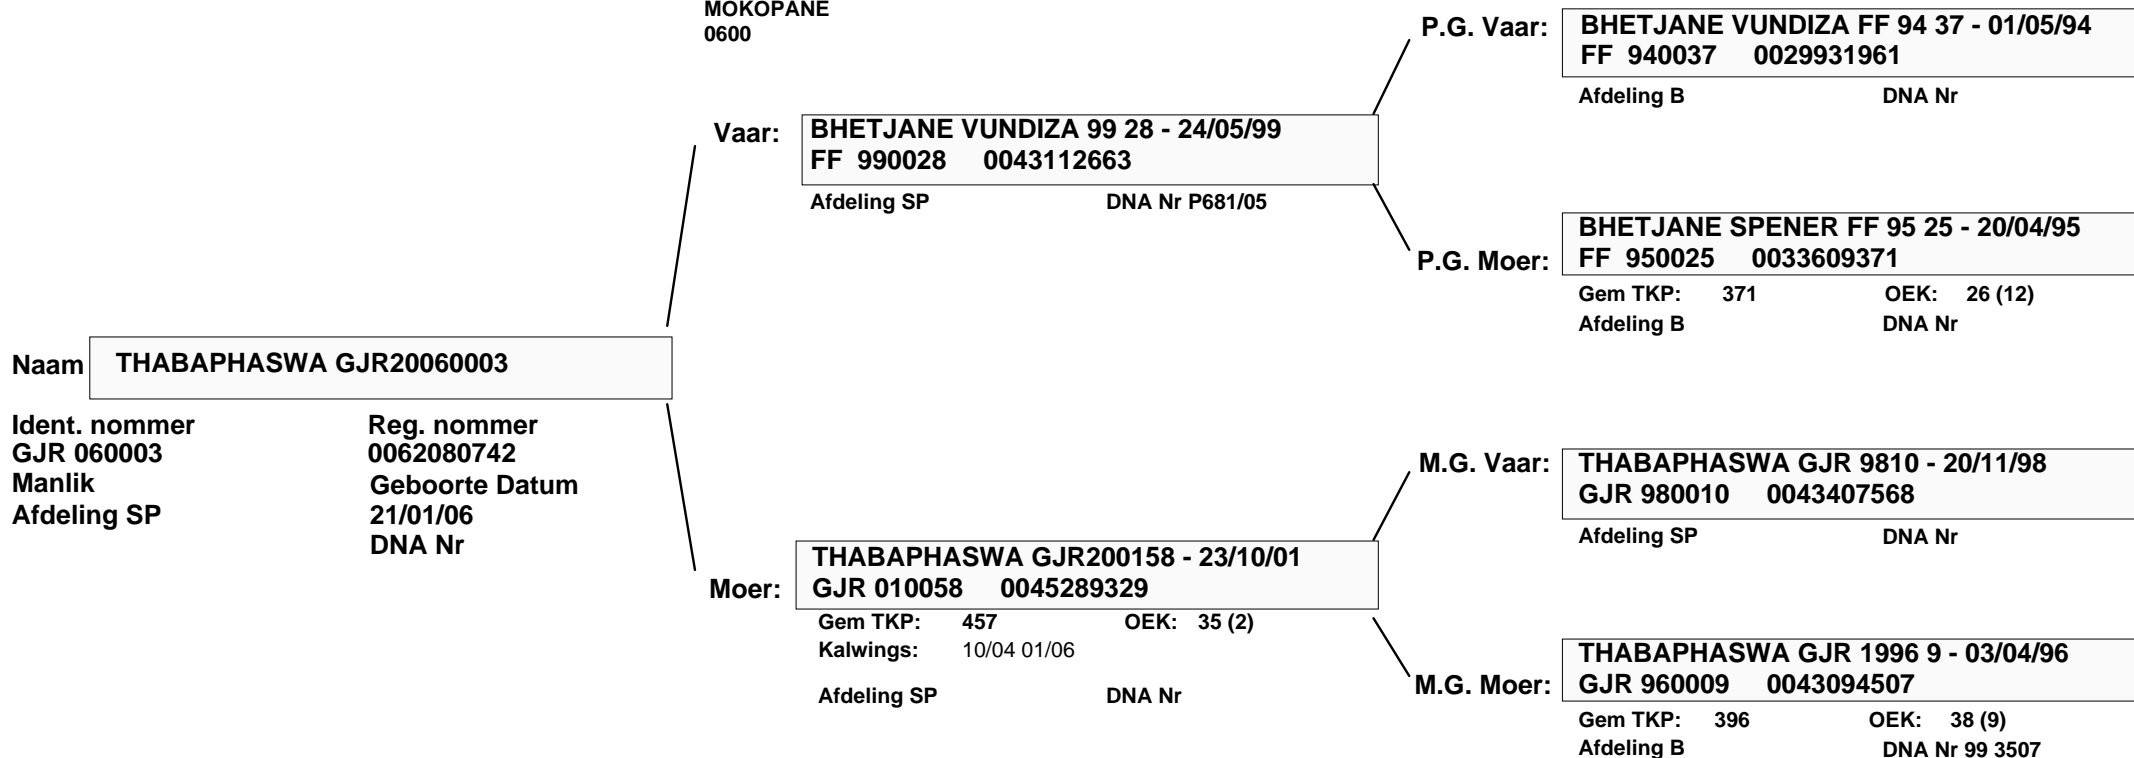 MOKOPANE
0600
P.G. Vaar:
BHETJANE VUNDIZA FF 94 37 - 01/05/94
FF 940037 0029931961
Afdeling B DNA Nr
Vaar:
BHETJANE VUNDIZA 99 28 - 24/05/99
FF 990028 0043112663
Afdeling SP DNA Nr P681/05
P.G. Moer:
BHETJANE SPENER FF 95 25 - 20/04/95
FF 950025 0033609371
Gem TKP: 371 OEK: 26 (12)
Afdeling B DNA Nr
Naam THABAPHASWA GJR20060003
Ident. nommer Reg. nommer
GJR 060003 0062080742
Manlik Geboorte Datum
Afdeling SP 21/01/06
DNA Nr
M.G. Vaar:
THABAPHASWA GJR 9810 - 20/11/98
GJR 980010 0043407568
Afdeling SP DNA Nr
Moer:
THABAPHASWA GJR200158 - 23/10/01
GJR 010058 0045289329
Gem TKP: 457 OEK: 35 (2)
Kalwings: 10/04 01/06
Afdeling SP DNA Nr
M.G. Moer:
THABAPHASWA GJR 1996 9 - 03/04/96
GJR 960009 0043094507
Gem TKP: 396 OEK: 38 (9)
Afdeling B DNA Nr 99 3507